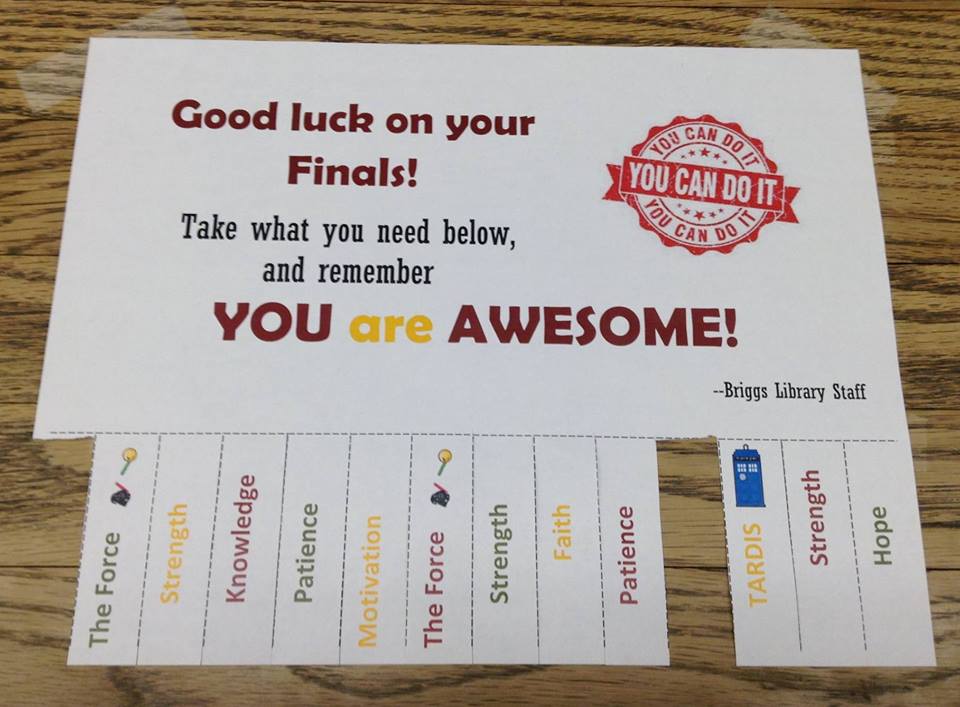 Good luck on your
Finals!
Take what you need below,
and remember
YOU are AWESOME!
--Briggs Library Staff
YOU CAN DO IT
YOU CAN DO IT
YOU CAN DO IT
The Force
Strength
Knowledge
Patience
Motivation
The Force
Strength
Faith
Patience
TARDIS
Strength
Hope